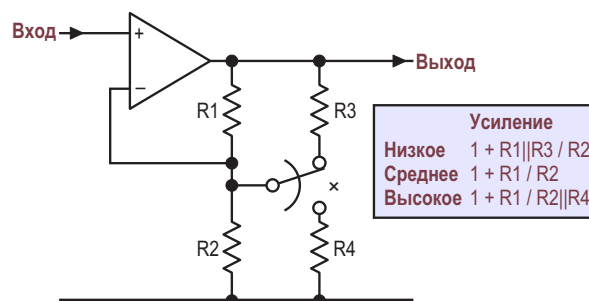 Вход
+
−
Выход
R1
R3
×
R2
R4
Усиление
Низкое 1 + R1||R3 / R2
Среднее 1 + R1 / R2
Высокое 1 + R1 / R2||R4